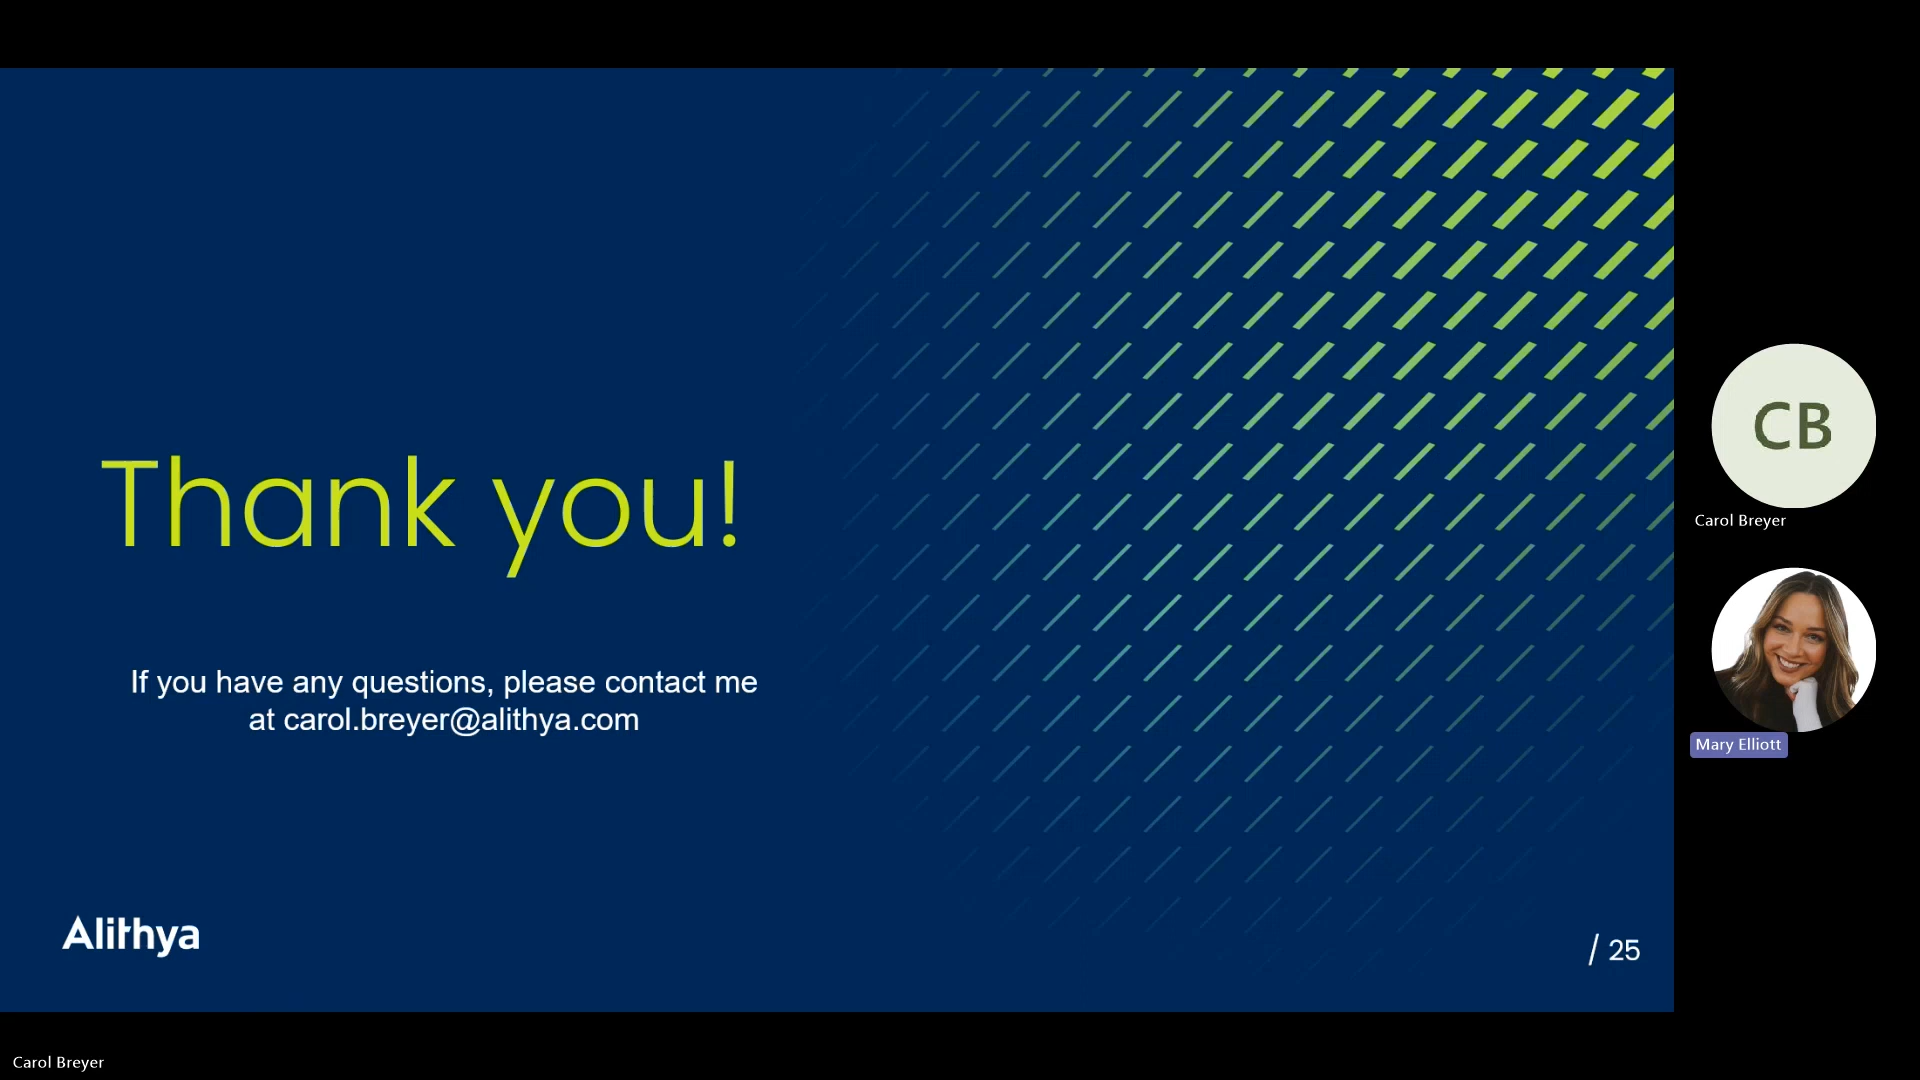 Thank you!
If you have any questions, please contact me
at carol.breyer@alithya.com
Alithya
/ 25
CB
Carol Breyer
Mary Elliott
Carol Breyer